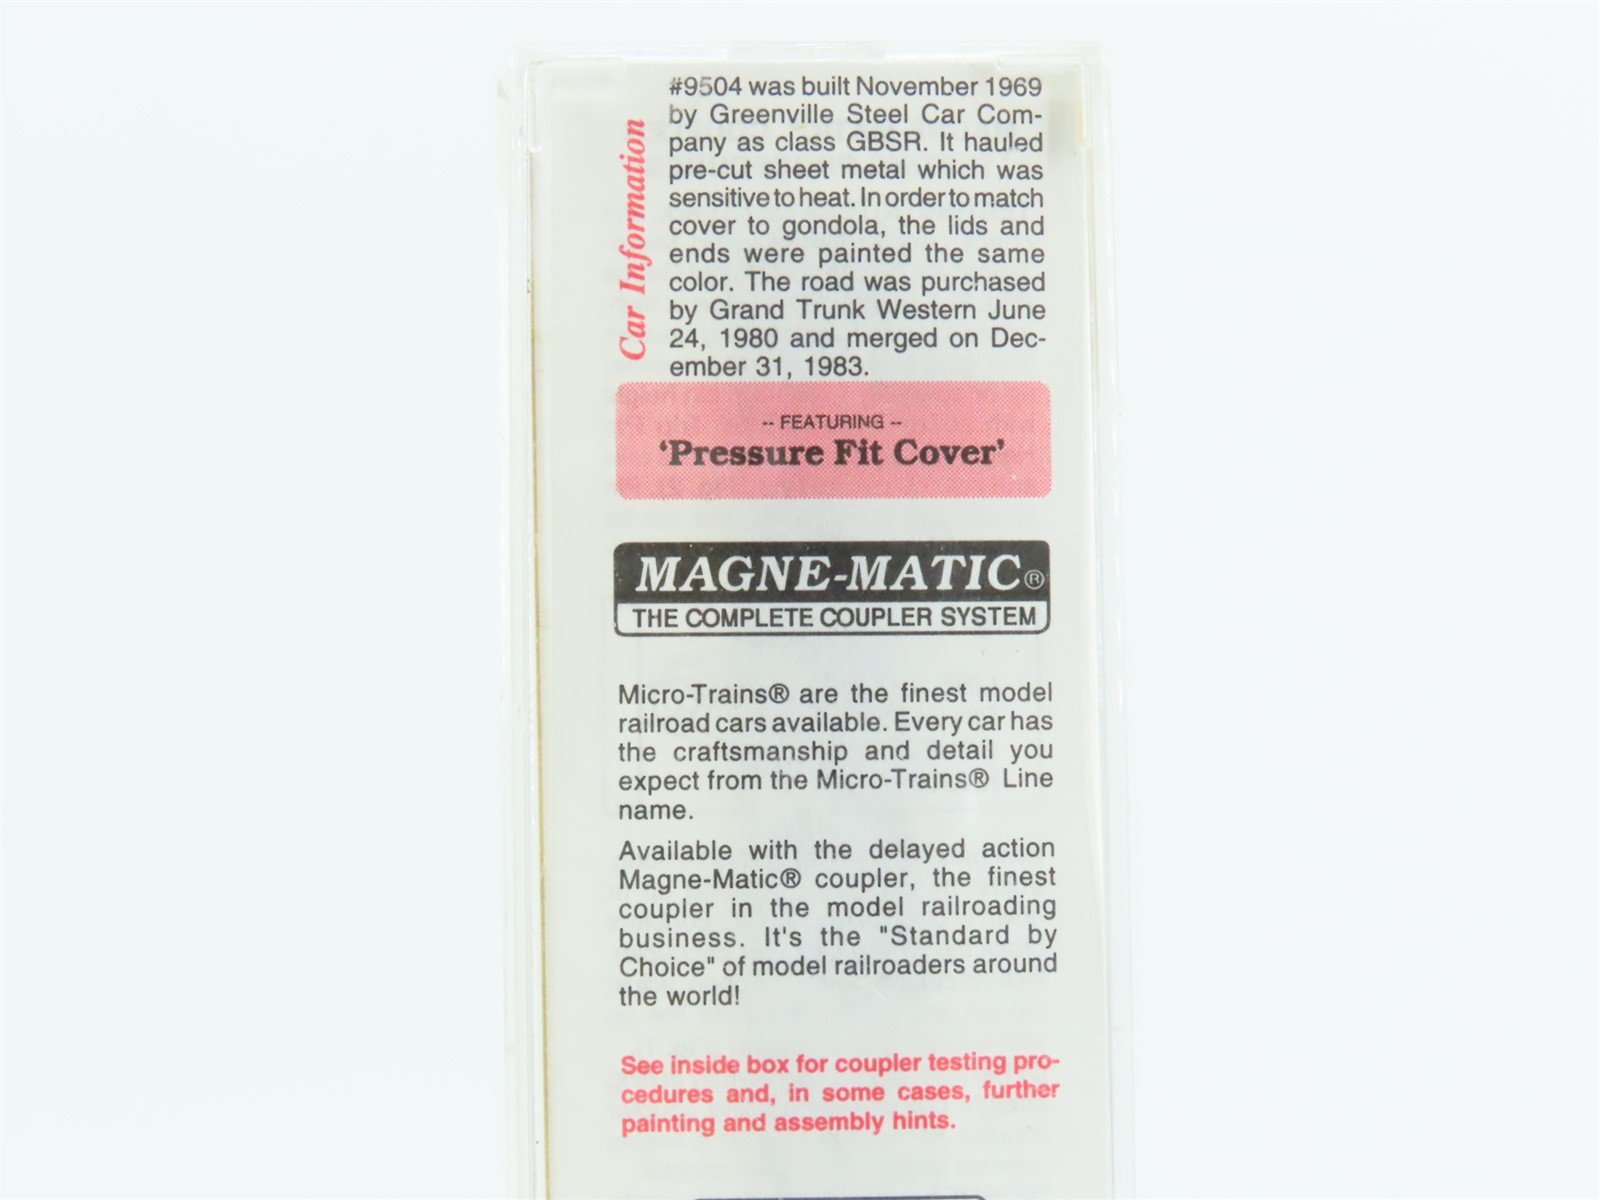 Car Information
#9504 was built November 1969
by Greenville Steel Car Com-
pany as class GBSR. It hauled
pre-cut sheet metal which was
sensitive to heat. In order to match
cover to gondola, the lids and
ends were painted the same
color. The road was purchased
by Grand Trunk Western June
24, 1980 and merged on Dec-
ember 31, 1983.
-- FEATURING --
‘Pressure Fit Cover’
MAGNE-MATIC®
THE COMPLETE COUPLER SYSTEM
Micro-Trains® are the finest model
railroad cars available. Every car has
the craftsmanship and detail you
expect from the Micro-Trains® Line
name.
Available with the delayed action
Magne-Matic® coupler, the finest
coupler in the model railroading
business. It's the "Standard by
Choice" of model railroaders around
the world!
See inside box for coupler testing pro-
cedures and, in some cases, further
painting and assembly hints.